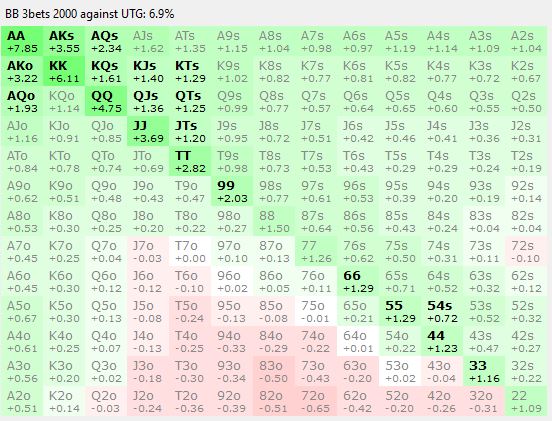 BB 3bets 2000 against UTG: 6.9%
AA AKs AQs AJs ATs A9s A8s A7s A6s A5s A4s A3s A2s
+7.85 +3.55 +2.34 +1.62 +1.35 +1.15 +1.04 +0.97 +0.97 +1.19 +1.14 +1.11 +1.04
AKo KK KQs KJs KTs K9s K8s K7s K6s K5s K4s K3s K2s
+3.22 +6.11 +1.61 +1.40 +1.29 +1.02 +0.82 +0.77 +0.81 +0.82 +0.77 +0.72 +0.67
AQo KQo QQ QJs QTs Q9s Q8s Q7s Q6s Q5s Q4s Q3s Q2s
+1.93 +1.14 +4.75 +1.36 +1.25 +0.99 +0.77 +0.57 +0.64 +0.65 +0.60 +0.55 +0.50
AJo KJo QJo JJ JTs J9s J8s J7s J6s J5s J4s J3s J2s
+1.16 +0.91 +0.85 +3.69 +1.20 +0.95 +0.72 +0.51 +0.42 +0.46 +0.41 +0.36 +0.31
ATo KTo QTo JTo TT T9s T8s T7s T6s T5s T4s T3s T2s
+0.84 +0.78 +0.74 +0.69 +2.82 +0.98 +0.77 +0.53 +0.43 +0.29 +0.29 +0.24 +0.19
A9o K9o Q9o J9o T9o 99 98s 97s 96s 95s 94s 93s 92s
+0.62 +0.51 +0.48 +0.43 +0.47 +2.03 +0.77 +0.61 +0.53 +0.39 +0.20 +0.19 +0.14
A8o K8o Q8o J8o T8o 98o 88 87s 86s 85s 84s 83s 82s
+0.53 +0.30 +0.25 +0.20 +0.22 +0.27 +1.50 +0.64 +0.56 +0.43 +0.24 +0.04 +0.04
A7o K7o Q7o J7o T7o 97o 87o 77 76s 75s 74s 73s 72s
+0.45 +0.25 +0.04 -0.03 -0.00 +0.10 +0.13 +1.26 +0.62 +0.50 +0.31 +0.11 -0.10
A6o K6o Q6o J6o T6o 96o 86o 76o 66 65s 64s 63s 62s
+0.45 +0.30 +0.12 -0.12 -0.10 +0.02 +0.05 +0.11 +1.29 +0.71 +0.52 +0.32 +0.12
A5o K5o Q5o J5o T5o 95o 85o 75o 65o 55 54s 53s 52s
+0.67 +0.30 +0.13 -0.08 -0.24 -0.13 -0.08 -0.01 +0.21 +1.29 +0.72 +0.52 +0.32
A4o K4o Q4o J4o T4o 94o 84o 74o 64o 54o 44 43s 42s
+0.61 +0.25 +0.07 -0.13 -0.25 -0.33 -0.29 -0.22 +0.01 +0.22 +1.23 +0.47 +0.27
A3o K3o Q3o J3o T3o 93o 83o 73o 63o 53o 43o 33 32s
+0.56 +0.20 +0.02 -0.18 -0.30 -0.34 -0.50 -0.43 -0.20 +0.02 -0.04 +1.16 +0.22
A2o K2o Q2o J2o T2o 92o 82o 72o 62o 52o 42o 32o 22
+0.51 +0.14 -0.03 -0.24 -0.36 -0.39 -0.51 -0.65 -0.42 -0.20 -0.26 -0.31 +1.09